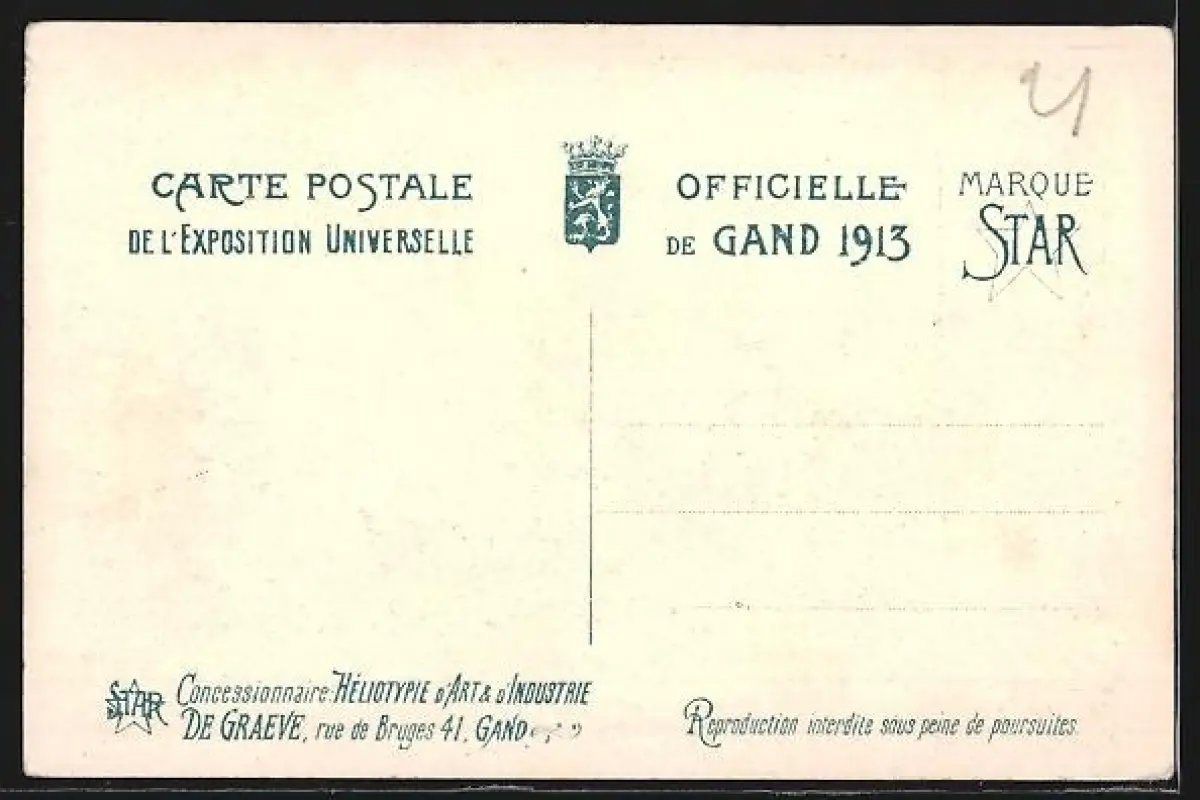 CARTE POSTALE
DE L'EXPOSITION UNIVERSELLE
OFFICIELLE
DE GAND 1913
MARQUE
STAR
STAR
Concessionnaire: HÉLIOTYPIE D'ART & D'INDUSTRIE
DE GRAEVE, rue de Bruges 41, GAND
Reproduction interdite sous peine de poursuites.